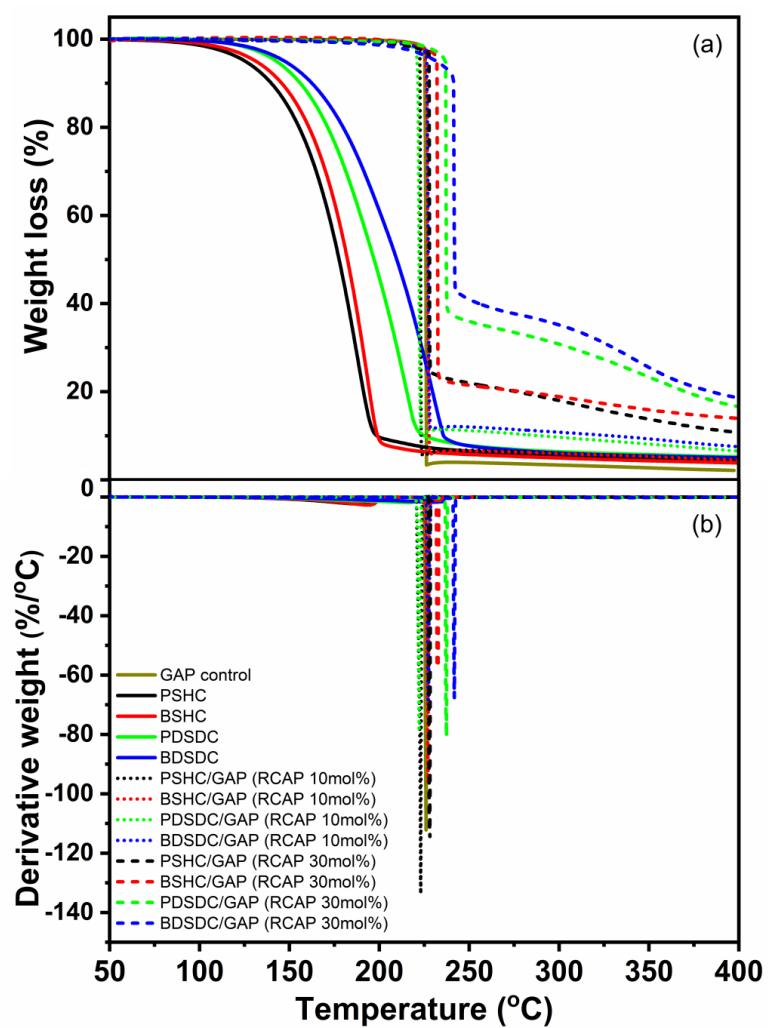 (a)
100
80
60
40
20
Weight loss (%)
0
(b)
-20
-40
-60
-80
-100
-120
-140
Derivative weight (%/ºC)
GAP control
PSHC
BSHC
PDSDC
BDSDC
PSHC/GAP (RCAP 10mol%)
BSHC/GAP (RCAP 10mol%)
PDSDC/GAP (RCAP 10mol%)
BDSDC/GAP (RCAP 10mol%)
PSHC/GAP (RCAP 30mol%)
BSHC/GAP (RCAP 30mol%)
PDSDC/GAP (RCAP 30mol%)
BDSDC/GAP (RCAP 30mol%)
50 100 150 200 250 300 350 400
Temperature (ºC)